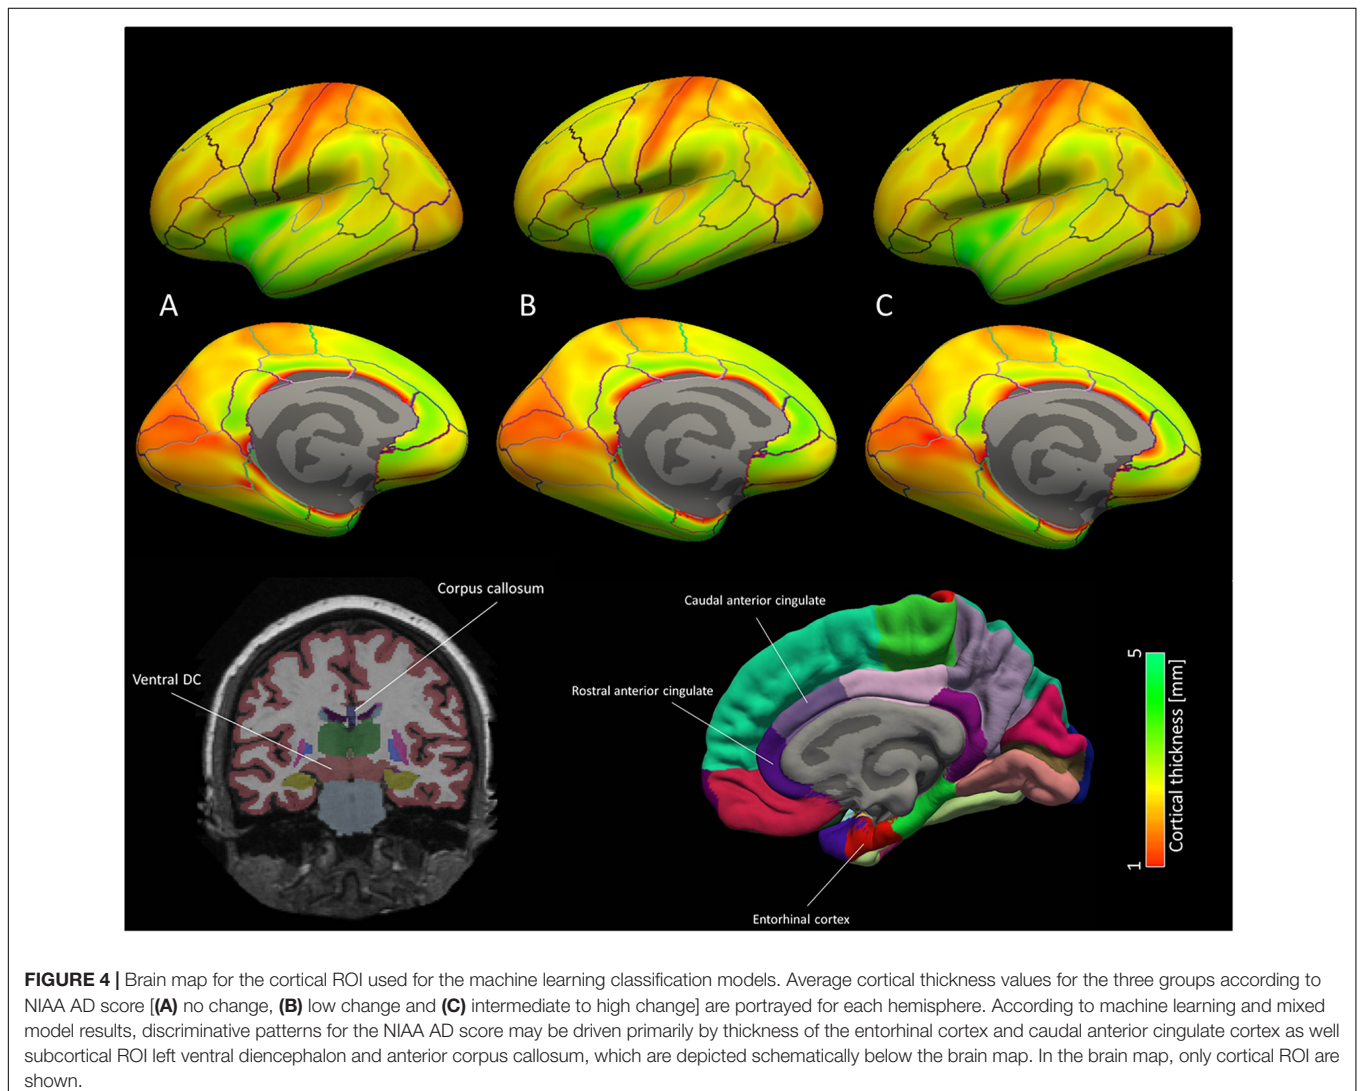 A
B
C
Corpus callosum
Ventral DC
Caudal anterior cingulate
Rostral anterior cingulate
Entorhinal cortex
5
Cortical thickness [mm]
1
FIGURE 4 | Brain map for the cortical ROI used for the machine learning classification models. Average cortical thickness values for the three groups according to
NIAA AD score [(A) no change, (B) low change and (C) intermediate to high change] are portrayed for each hemisphere. According to machine learning and mixed
model results, discriminative patterns for the NIAA AD score may be driven primarily by thickness of the entorhinal cortex and caudal anterior cingulate cortex as well
subcortical ROI left ventral diencephalon and anterior corpus callosum, which are depicted schematically below the brain map. In the brain map, only cortical ROI are
shown.